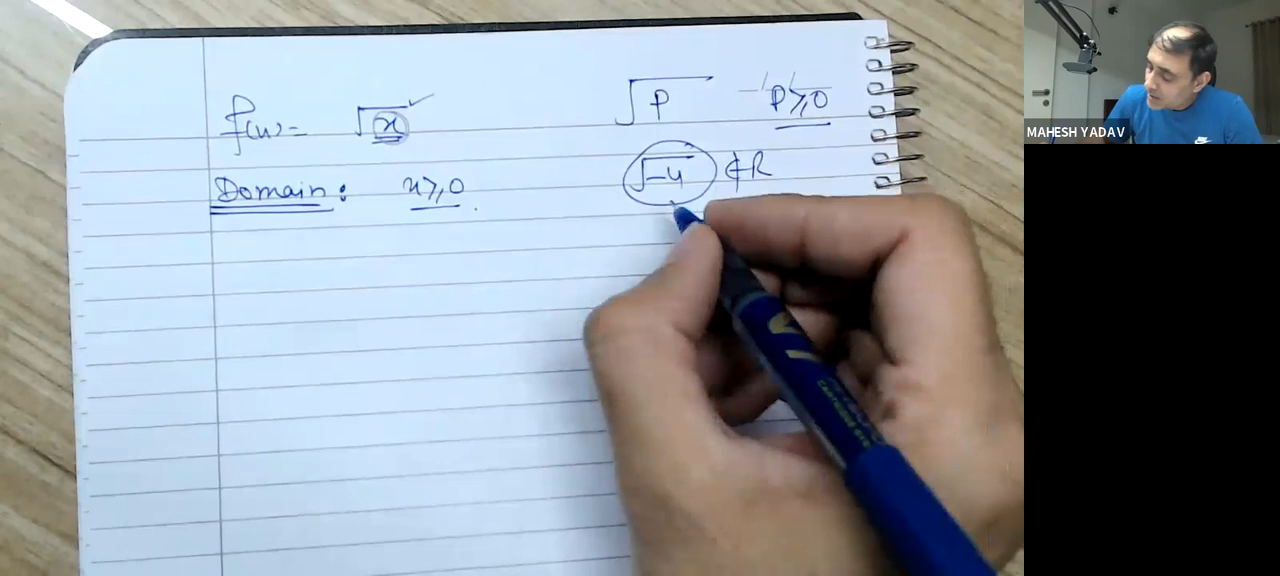 f(x) = √x ✓
Domain : x ≥ 0 .
√P P ≥ 0
√-4 ∉ R
MAHESH YADAV